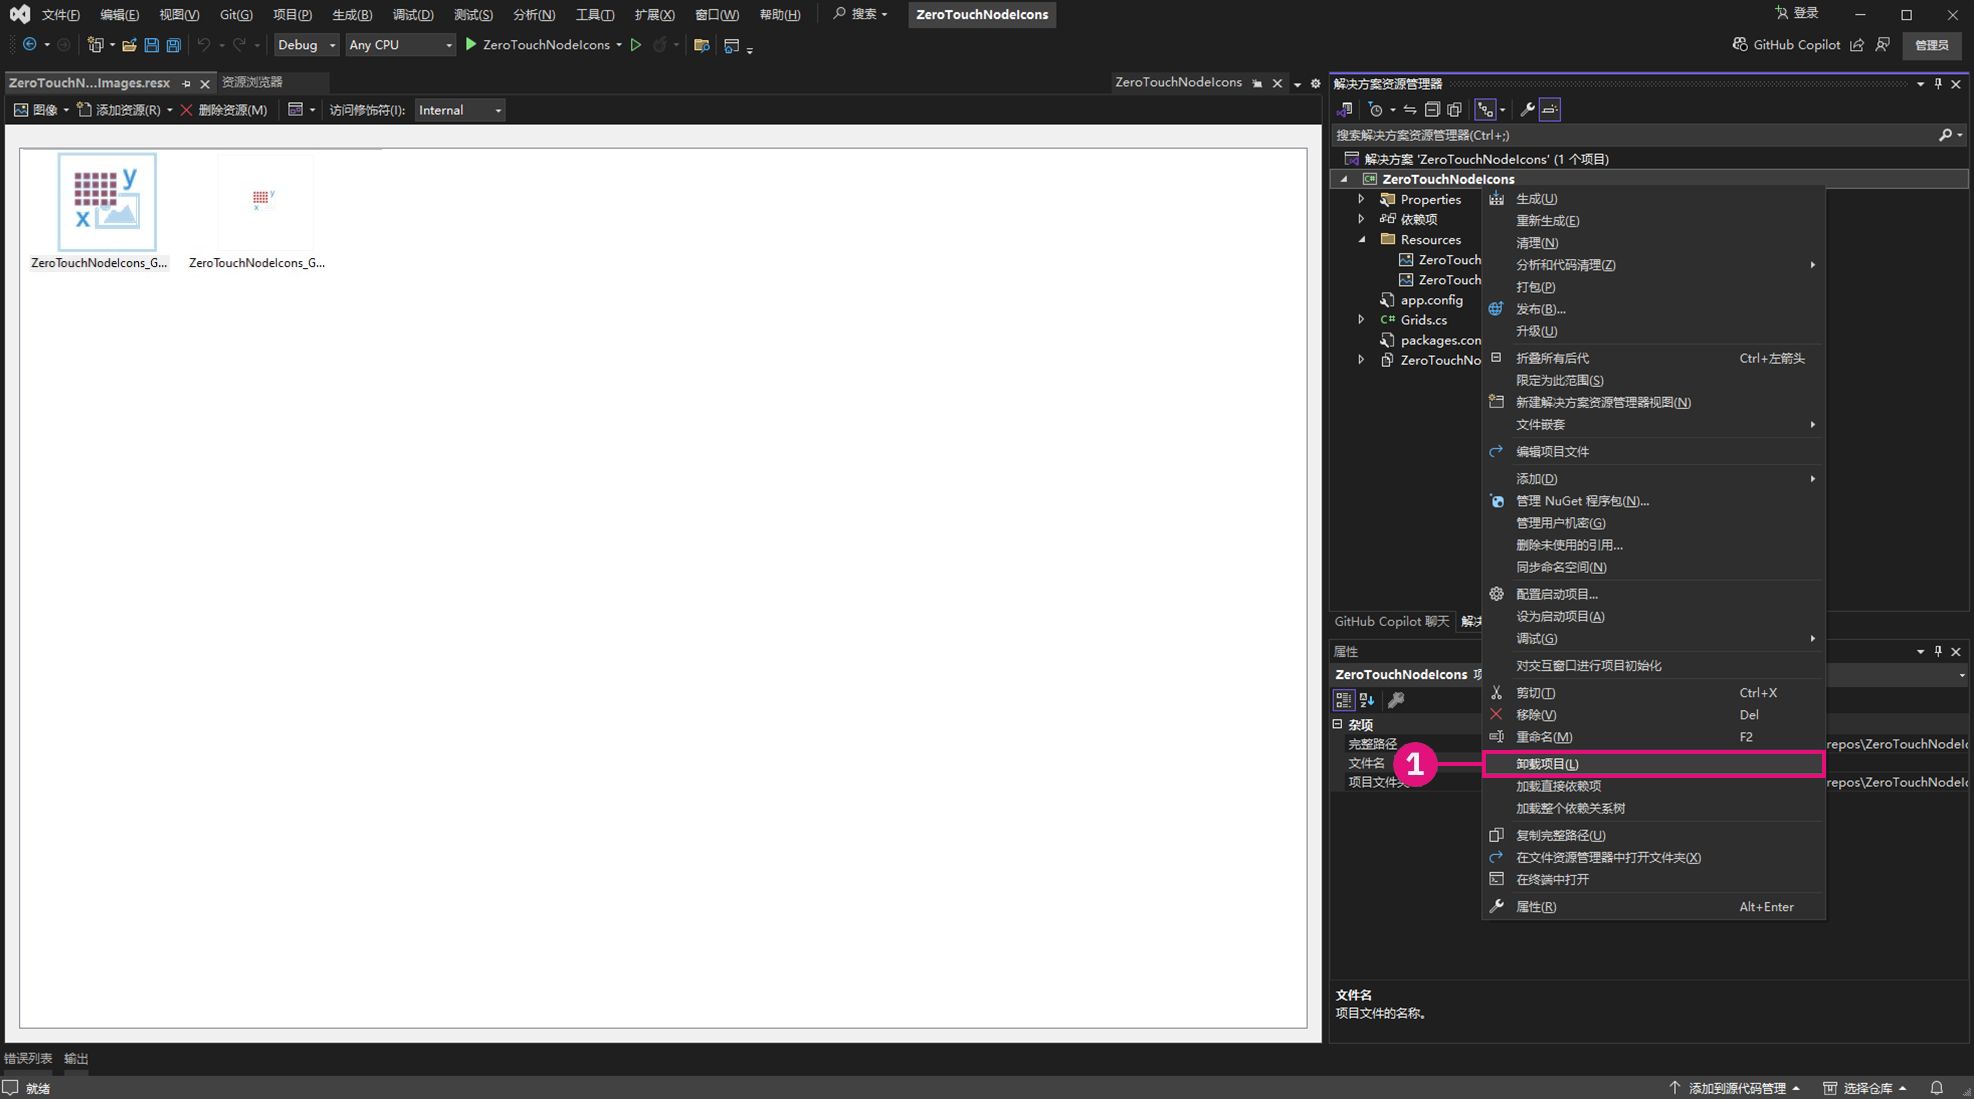 文件(F) 编辑(E) 视图(V) Git(G) 项目(P) 生成(B) 调试(D) 测试(S) 分析(N) 工具(T) 扩展(X) 窗口(W) 帮助(H) 搜索 ZeroTouchNodeIcons 登录
Debug Any CPU ZeroTouchNodeIcons GitHub Copilot 管理员
ZeroTouchN...Images.resx 资源浏览器 ZeroTouchNodeIcons
图像 添加资源(R) 删除资源(M) 访问修饰符(I): Internal
ZeroTouchNodeIcons_G... ZeroTouchNodeIcons_G...
解决方案资源管理器
搜索解决方案资源管理器(Ctrl+;)
解决方案 'ZeroTouchNodeIcons' (1 个项目)
ZeroTouchNodeIcons
Properties
依赖项
Resources
ZeroTouch
ZeroTouch
app.config
C# Grids.cs
packages.con
ZeroTouchNo
生成(U)
重新生成(E)
清理(N)
分析和代码清理(Z)
打包(P)
发布(B)...
升级(U)
折叠所有后代 Ctrl+左箭头
限定为此范围(S)
新建解决方案资源管理器视图(N)
文件嵌套
编辑项目文件
添加(D)
管理 NuGet 程序包(N)...
管理用户机密(G)
删除未使用的引用...
同步命名空间(N)
配置启动项目...
设为启动项目(A)
调试(G)
对交互窗口进行项目初始化
剪切(T) Ctrl+X
移除(V) Del
重命名(M) F2
卸载项目(L)
加载直接依赖项
加载整个依赖关系树
复制完整路径(U)
在文件资源管理器中打开文件夹(X)
在终端中打开
属性(R) Alt+Enter
GitHub Copilot 聊天 解决
属性
ZeroTouchNodeIcons 项
杂项
完整路径 repos\ZeroTouchNodeIc
文件名
项目文件夹 repos\ZeroTouchNodeIc
1
文件名
项目文件的名称。
错误列表 输出
就绪 添加到源代码管理 选择仓库